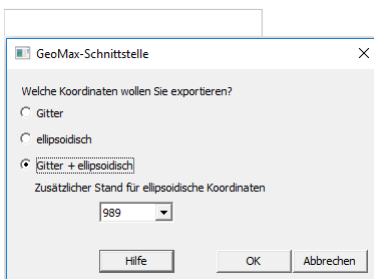 GeoMax-Schnittstelle
Welche Koordinaten wollen Sie exportieren?
Gitter
ellipsoidisch
Gitter + ellipsoidisch
Zusätzlicher Stand für ellipsoidische Koordinaten
989
Hilfe OK Abbrechen